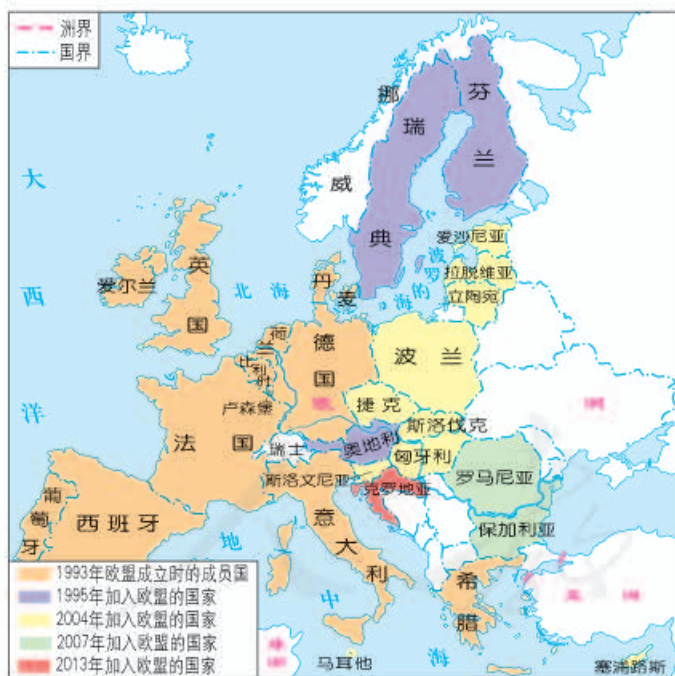 洲界
国界
挪
威
瑞
典
芬
兰
大
西
洋
爱沙尼亚
拉脱维亚
立陶宛
波罗的
海
爱尔兰
英
国
北海
丹
麦
荷
兰
比
利
时
德
国
欧
波兰
卢森堡
捷克
斯洛伐克
法国
瑞士
奥地利
匈牙利
斯洛文尼亚
克罗地亚
罗马尼亚
保加利亚
葡
萄
牙
西班牙
意
大
利
地
中
海
希
腊
1993年欧盟成立时的成员国
1995年加入欧盟的国家
2004年加入欧盟的国家
2007年加入欧盟的国家
2013年加入欧盟的国家
马耳他
塞浦路斯